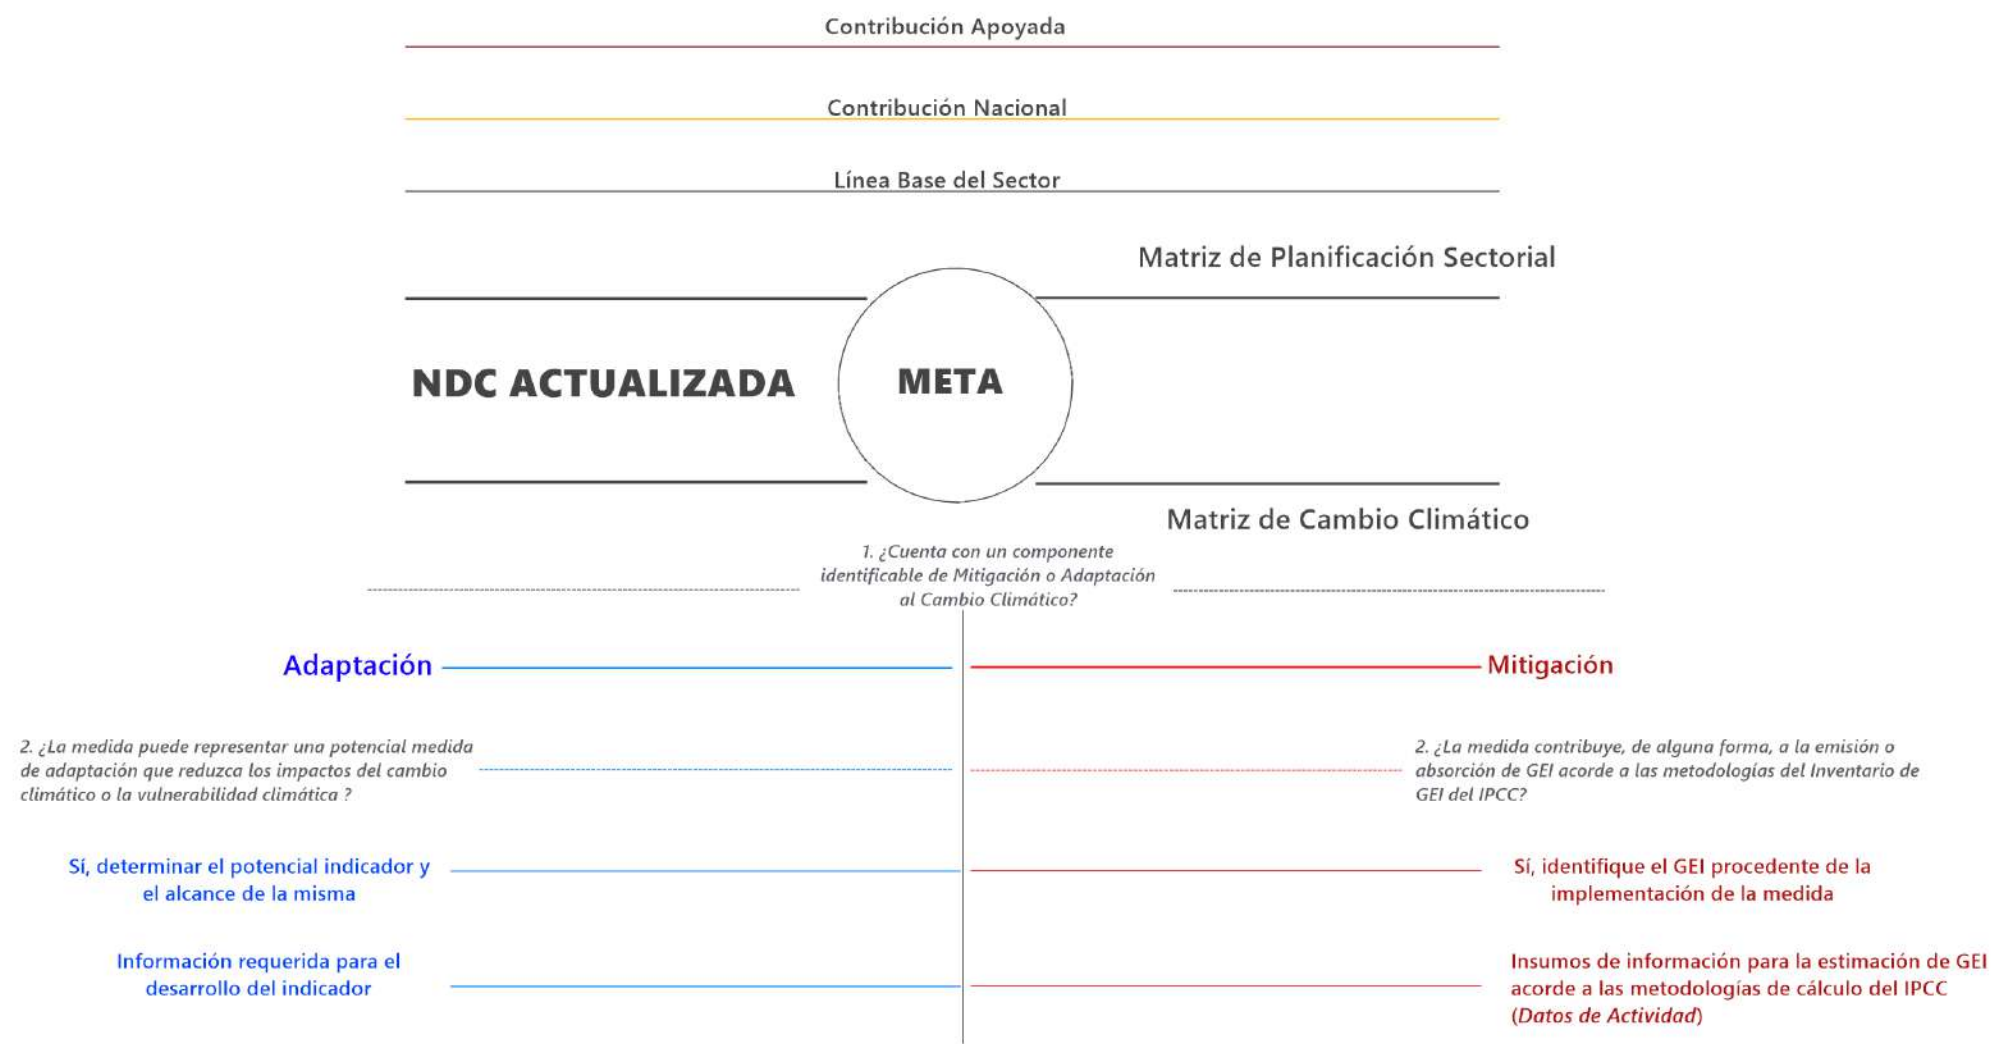 Contribución Apoyada
Contribución Nacional
Línea Base del Sector
Matriz de Planificación Sectorial
NDC ACTUALIZADA
META
Matriz de Cambio Climático
1. ¿Cuenta con un componente
identificable de Mitigación o Adaptación
al Cambio Climático?
Adaptación
Mitigación
2. ¿La medida puede representar una potencial medida
de adaptación que reduzca los impactos del cambio
climático o la vulnerabilidad climática ?
2. ¿La medida contribuye, de alguna forma, a la emisión o
absorción de GEI acorde a las metodologías del Inventario de
GEI del IPCC?
Sí, determinar el potencial indicador y
el alcance de la misma
Sí, identifique el GEI procedente de la
implementación de la medida
Información requerida para el
desarrollo del indicador
Insumos de información para la estimación de GEI
acorde a las metodologías de cálculo del IPCC
(Datos de Actividad)